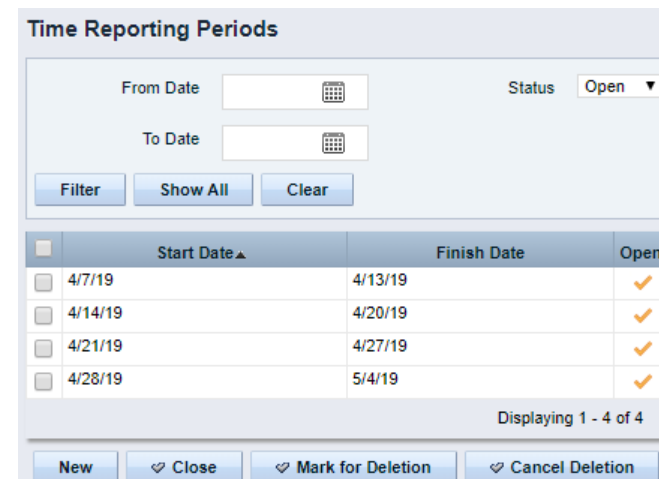 Time Reporting Periods
From Date Status Open
To Date
Filter Show All Clear
Start Date Finish Date Open
4/7/19 4/13/19
4/14/19 4/20/19
4/21/19 4/27/19
4/28/19 5/4/19
Displaying 1 - 4 of 4
New Close Mark for Deletion Cancel Deletion